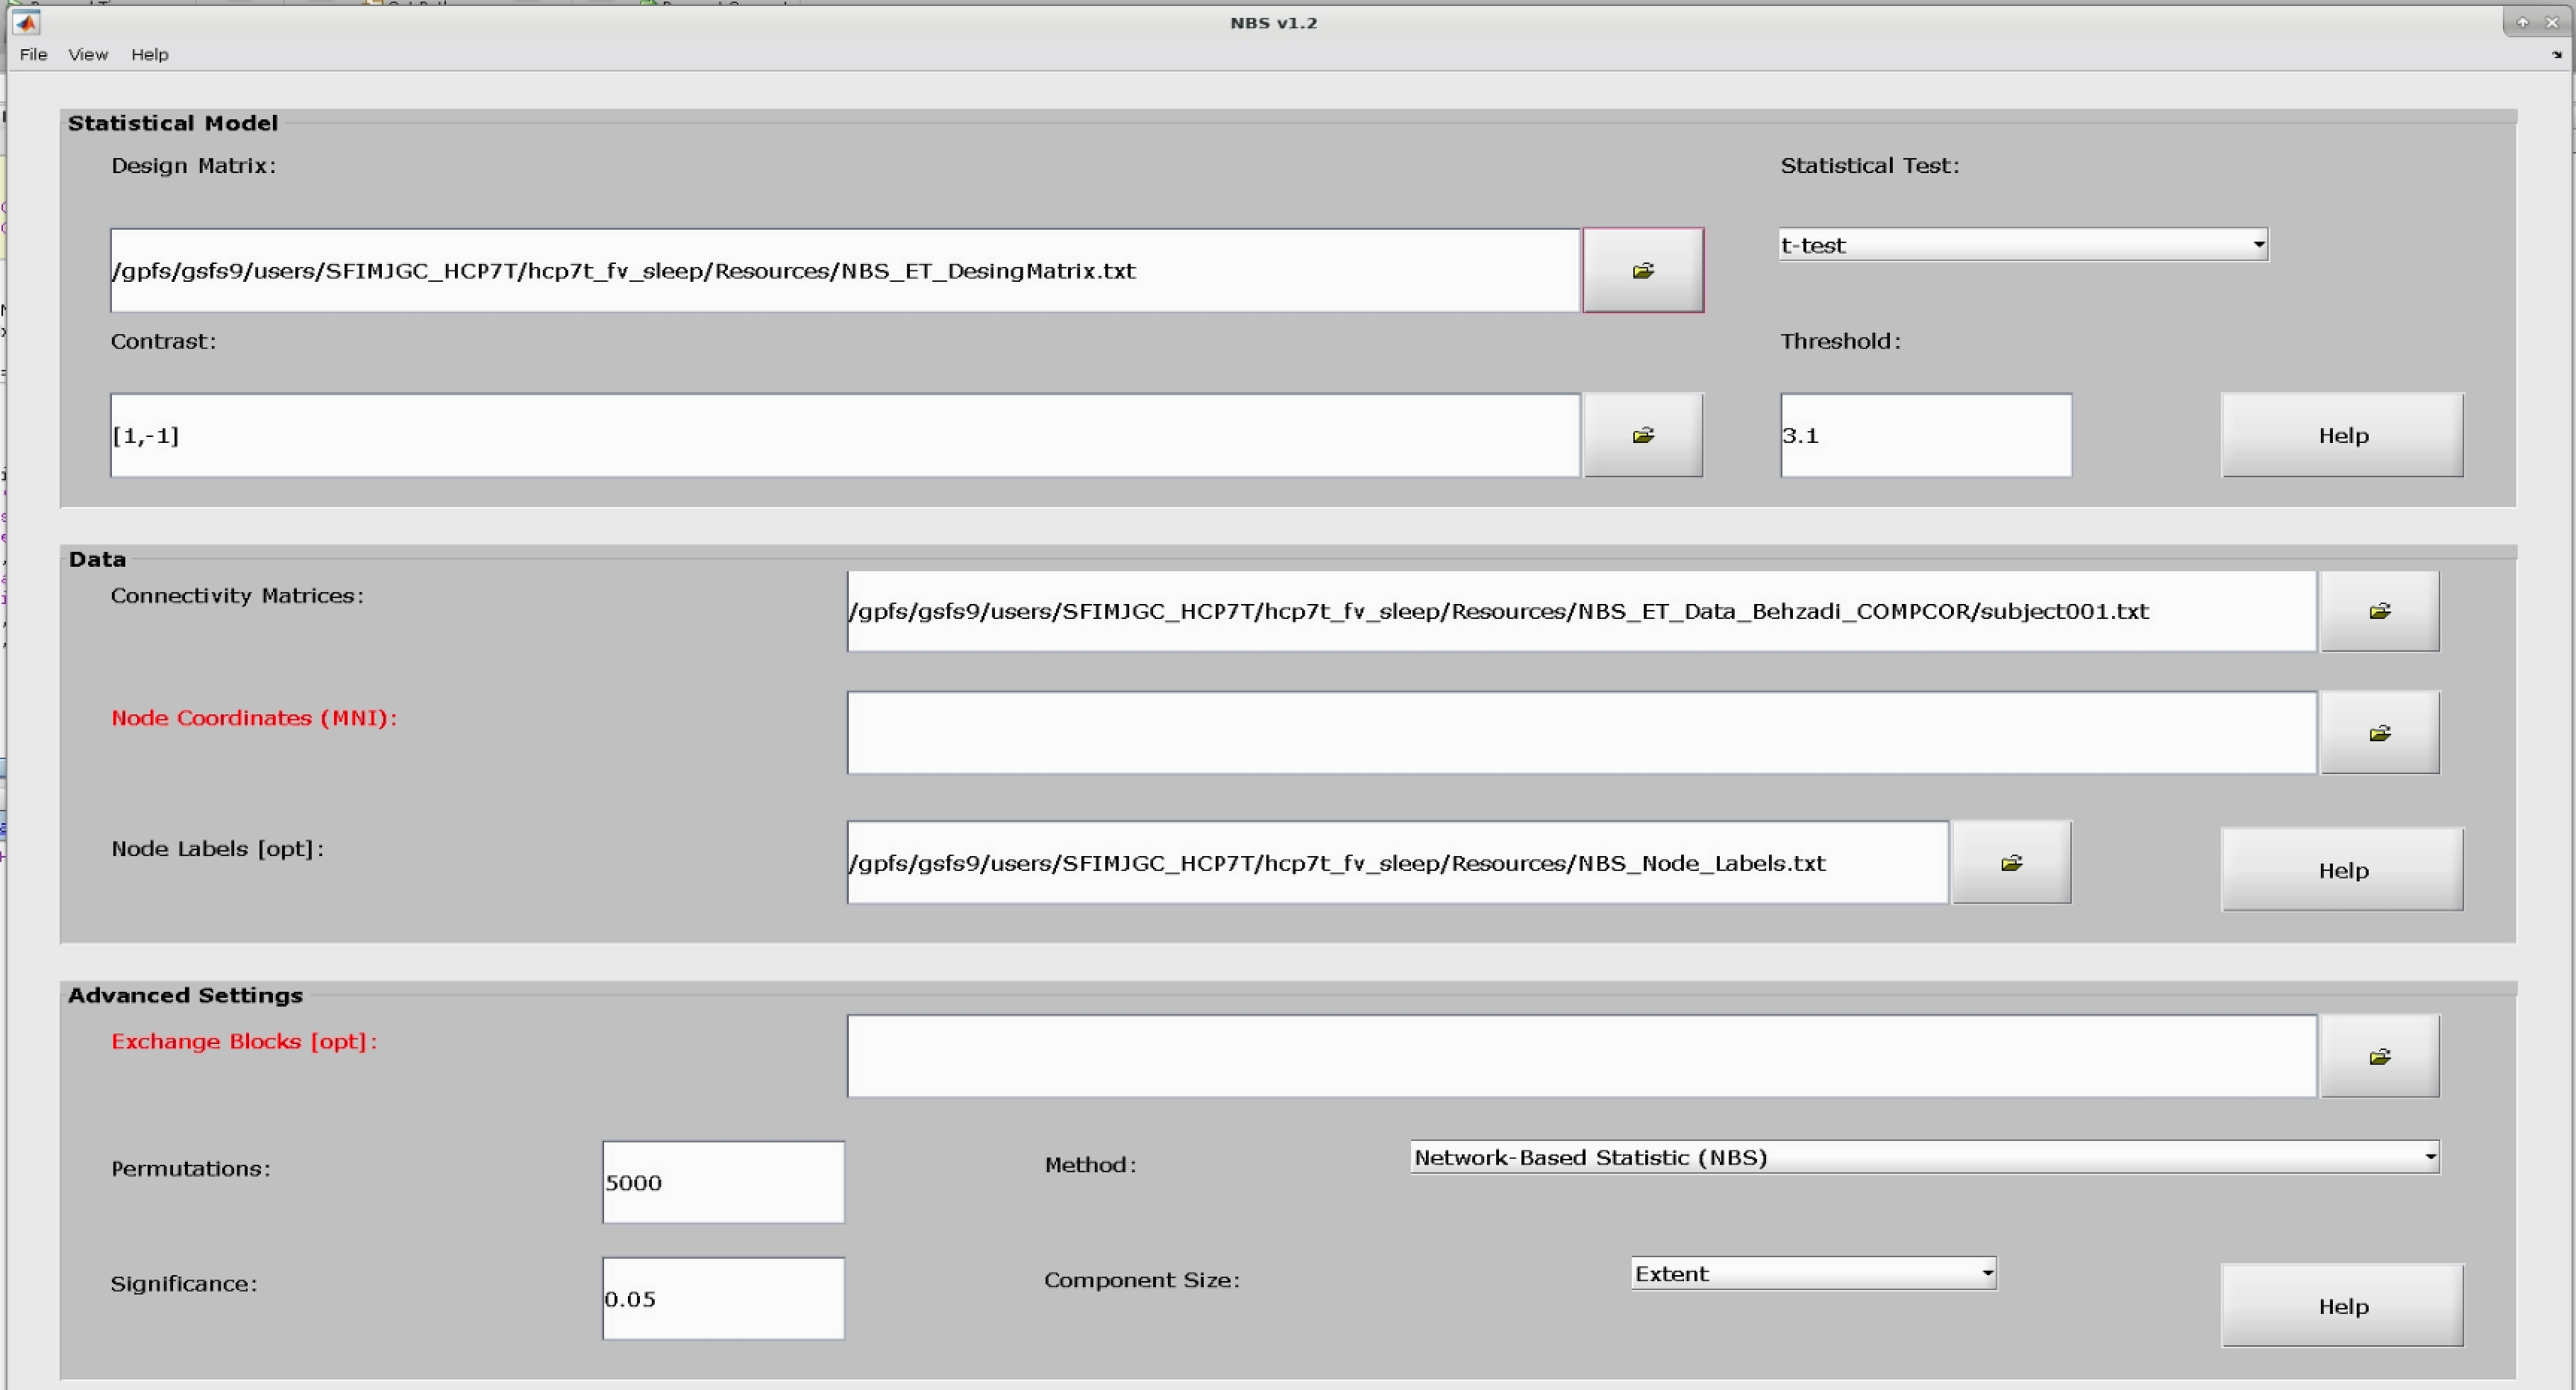 NBS v1.2
File View Help
Statistical Model
Design Matrix:
Statistical Test:
/gpfs/gsfs9/users/SFIMJGC_HCP7T/hcp7t_fv_sleep/Resources/NBS_ET_DesingMatrix.txt
t-test
Contrast:
Threshold:
[1,-1]
3.1
Help
Data
Connectivity Matrices:
/gpfs/gsfs9/users/SFIMJGC_HCP7T/hcp7t_fv_sleep/Resources/NBS_ET_Data_Behzadi_COMPCOR/subject001.txt
Node Coordinates (MNI):
Node Labels [opt]:
/gpfs/gsfs9/users/SFIMJGC_HCP7T/hcp7t_fv_sleep/Resources/NBS_Node_Labels.txt
Help
Advanced Settings
Exchange Blocks [opt]:
Permutations:
5000
Method:
Network-Based Statistic (NBS)
Significance:
0.05
Component Size:
Extent
Help